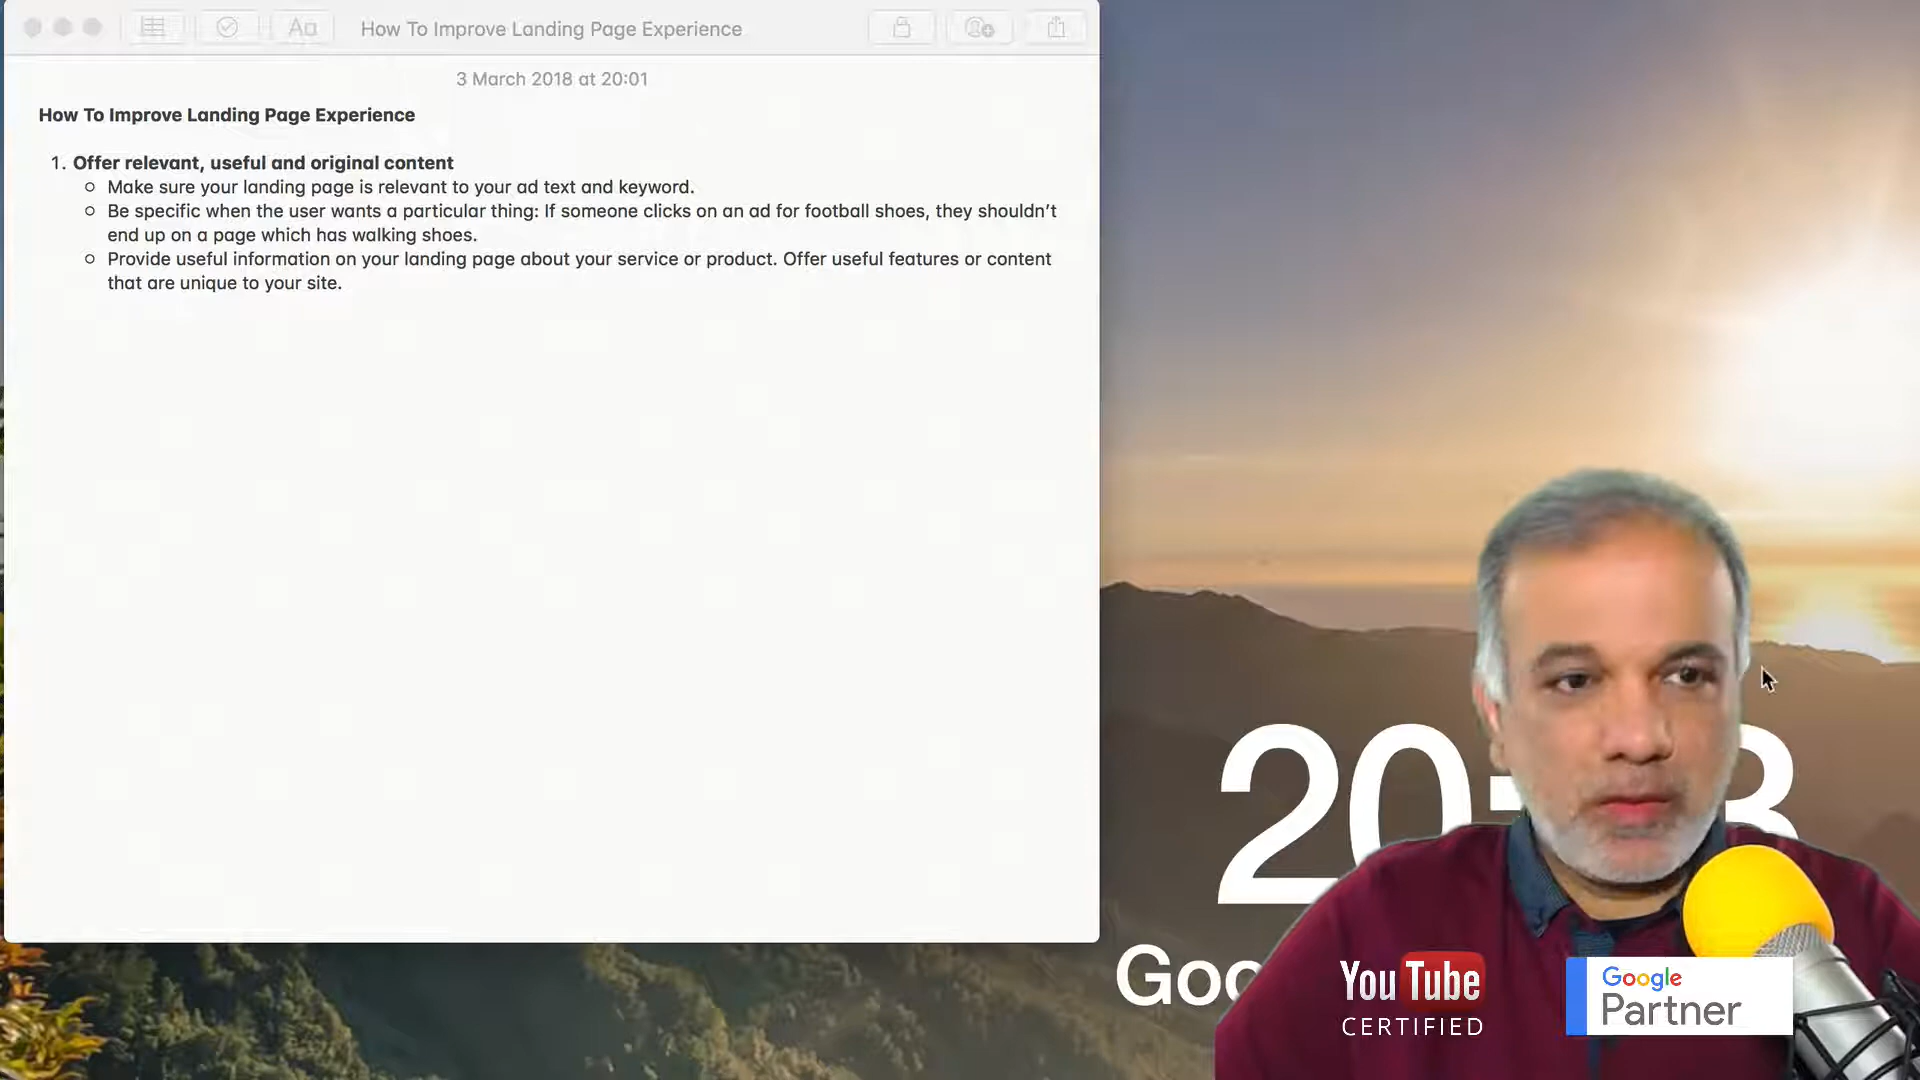 Aa
How To Improve Landing Page Experience
3 March 2018 at 20:01
How To Improve Landing Page Experience
1. Offer relevant, useful and original content
Make sure your landing page is relevant to your ad text and keyword.
Be specific when the user wants a particular thing: If someone clicks on an ad for football shoes, they shouldn’t
end up on a page which has walking shoes.
Provide useful information on your landing page about your service or product. Offer useful features or content
that are unique to your site.
YouTube
CERTIFIED
Google
Partner